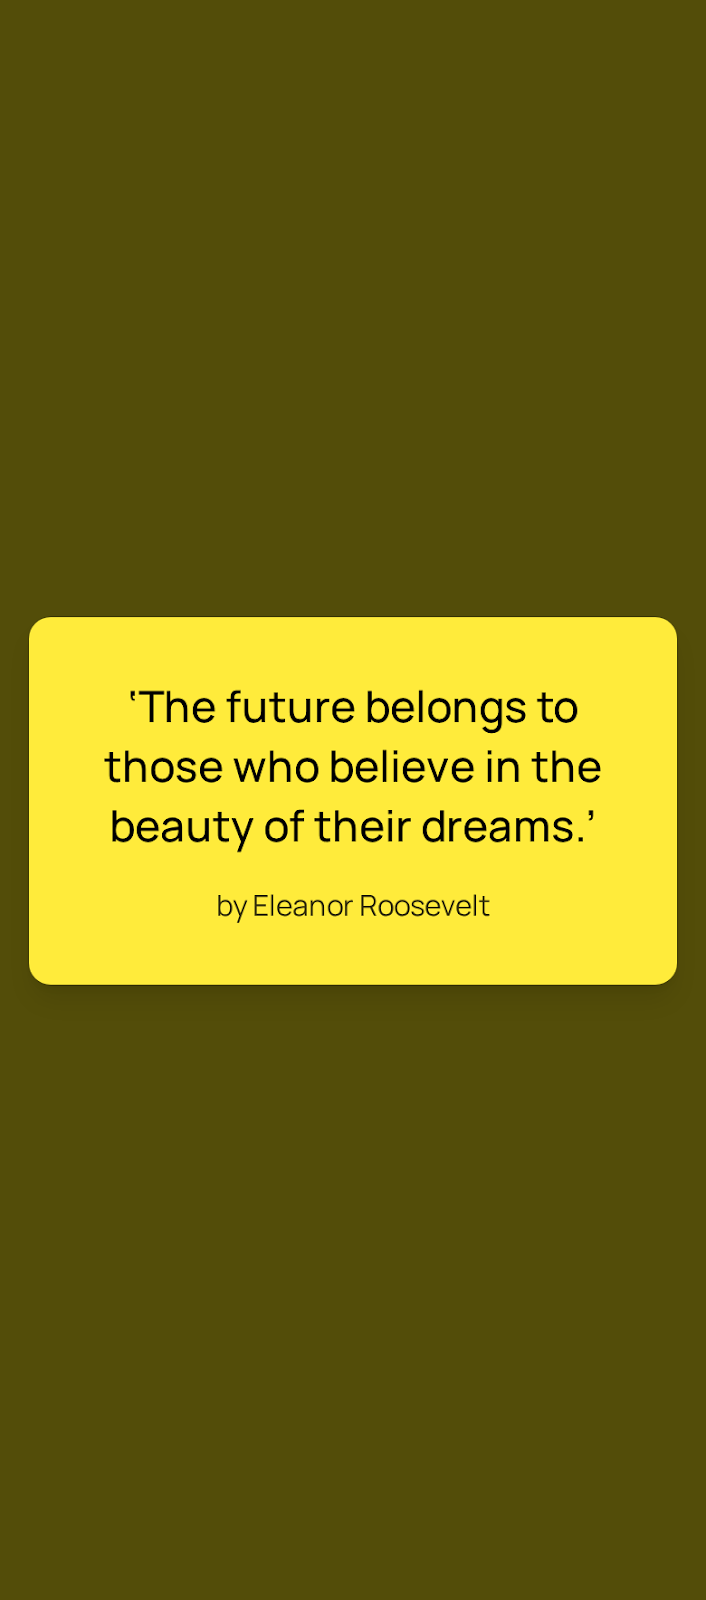 ‛The future belongs to
those who believe in the
beauty of their dreams.’
by Eleanor Roosevelt